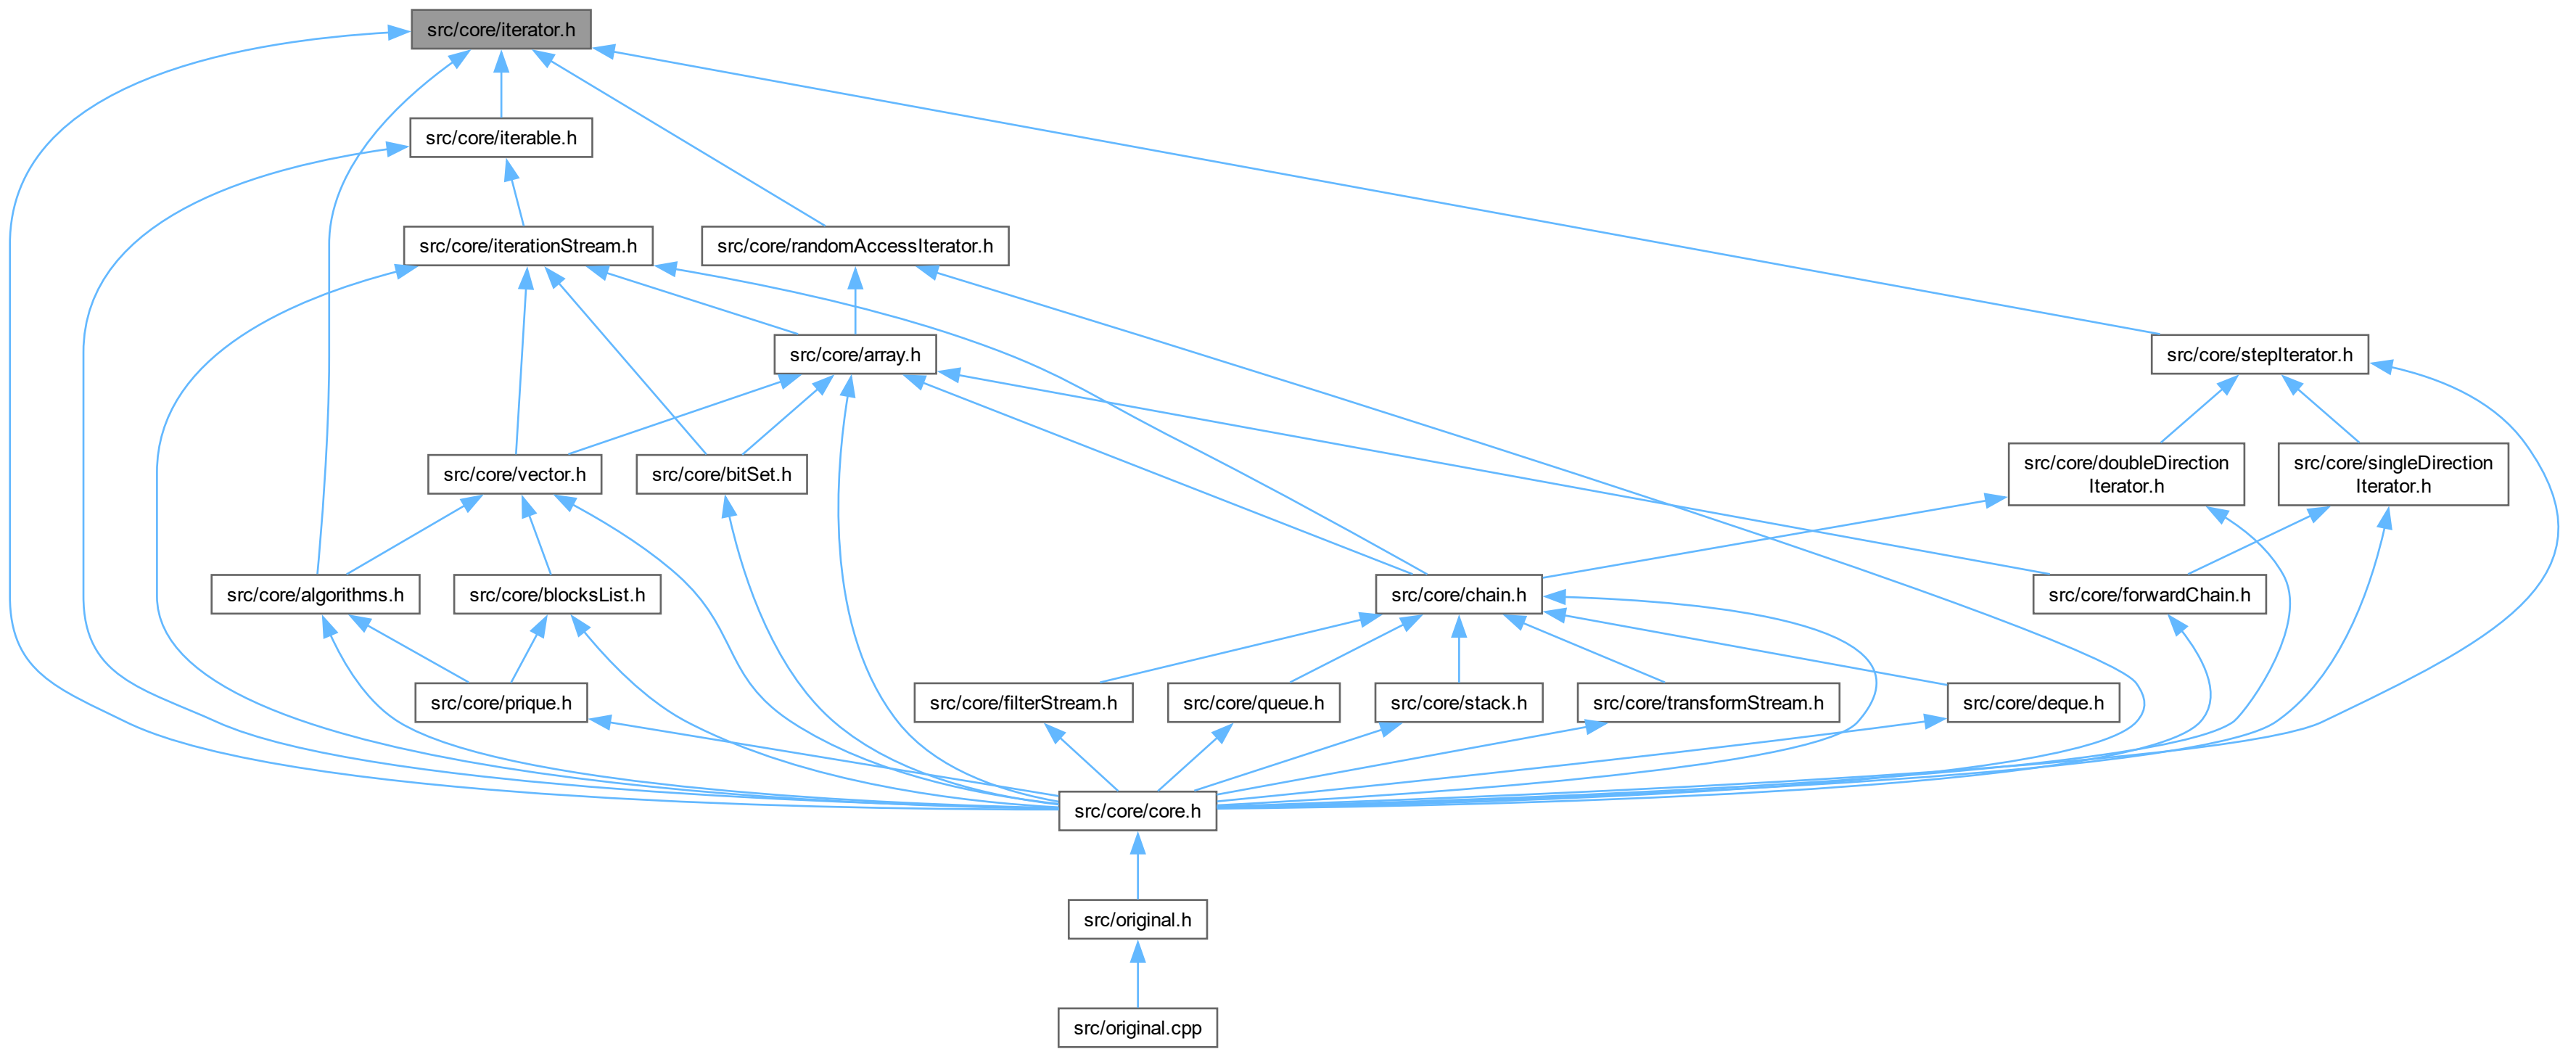 src/core/iterator.h
src/core/iterable.h
src/core/iterationStream.h
src/core/randomAccessIterator.h
src/core/array.h
src/core/stepIterator.h
src/core/vector.h
src/core/bitSet.h
src/core/doubleDirection
Iterator.h
src/core/singleDirection
Iterator.h
src/core/algorithms.h
src/core/blocksList.h
src/core/chain.h
src/core/forwardChain.h
src/core/prique.h
src/core/filterStream.h
src/core/queue.h
src/core/stack.h
src/core/transformStream.h
src/core/deque.h
src/core/core.h
src/original.h
src/original.cpp